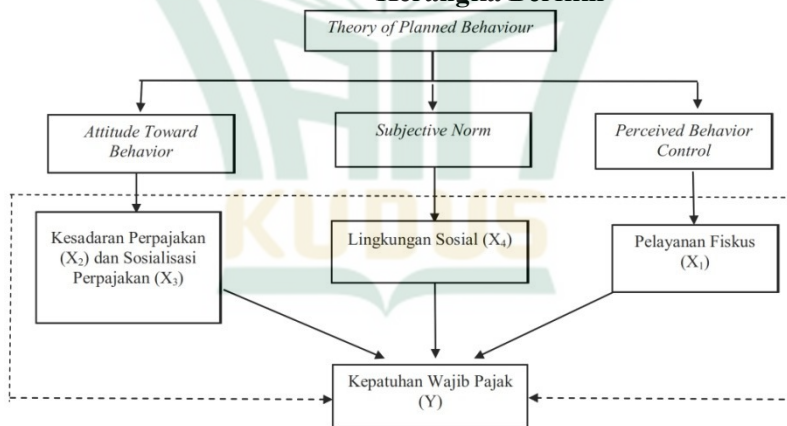 Kerangka Berfikir
Theory of Planned Behaviour
Attitude Toward
Behavior
Subjective Norm
Perceived Behavior
Control
KUDUS
Kesadaran Perpajakan
(X₂) dan Sosialisasi
Perpajakan (X₃)
Lingkungan Sosial (X₄)
Pelayanan Fiskus
(X₁)
Kepatuhan Wajib Pajak
(Y)